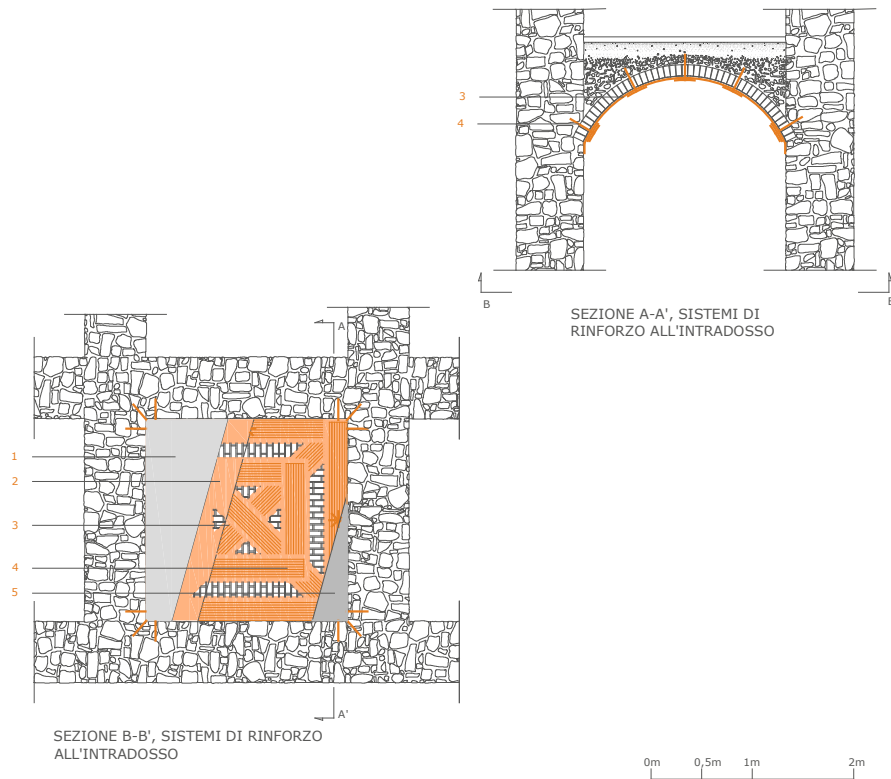 3
4
B
B
SEZIONE A-A', SISTEMI DI
RINFORZO ALL'INTRADOSSO
A
1
2
3
4
5
A'
SEZIONE B-B', SISTEMI DI RINFORZO
ALL'INTRADOSSO
0m 0,5m 1m 2m